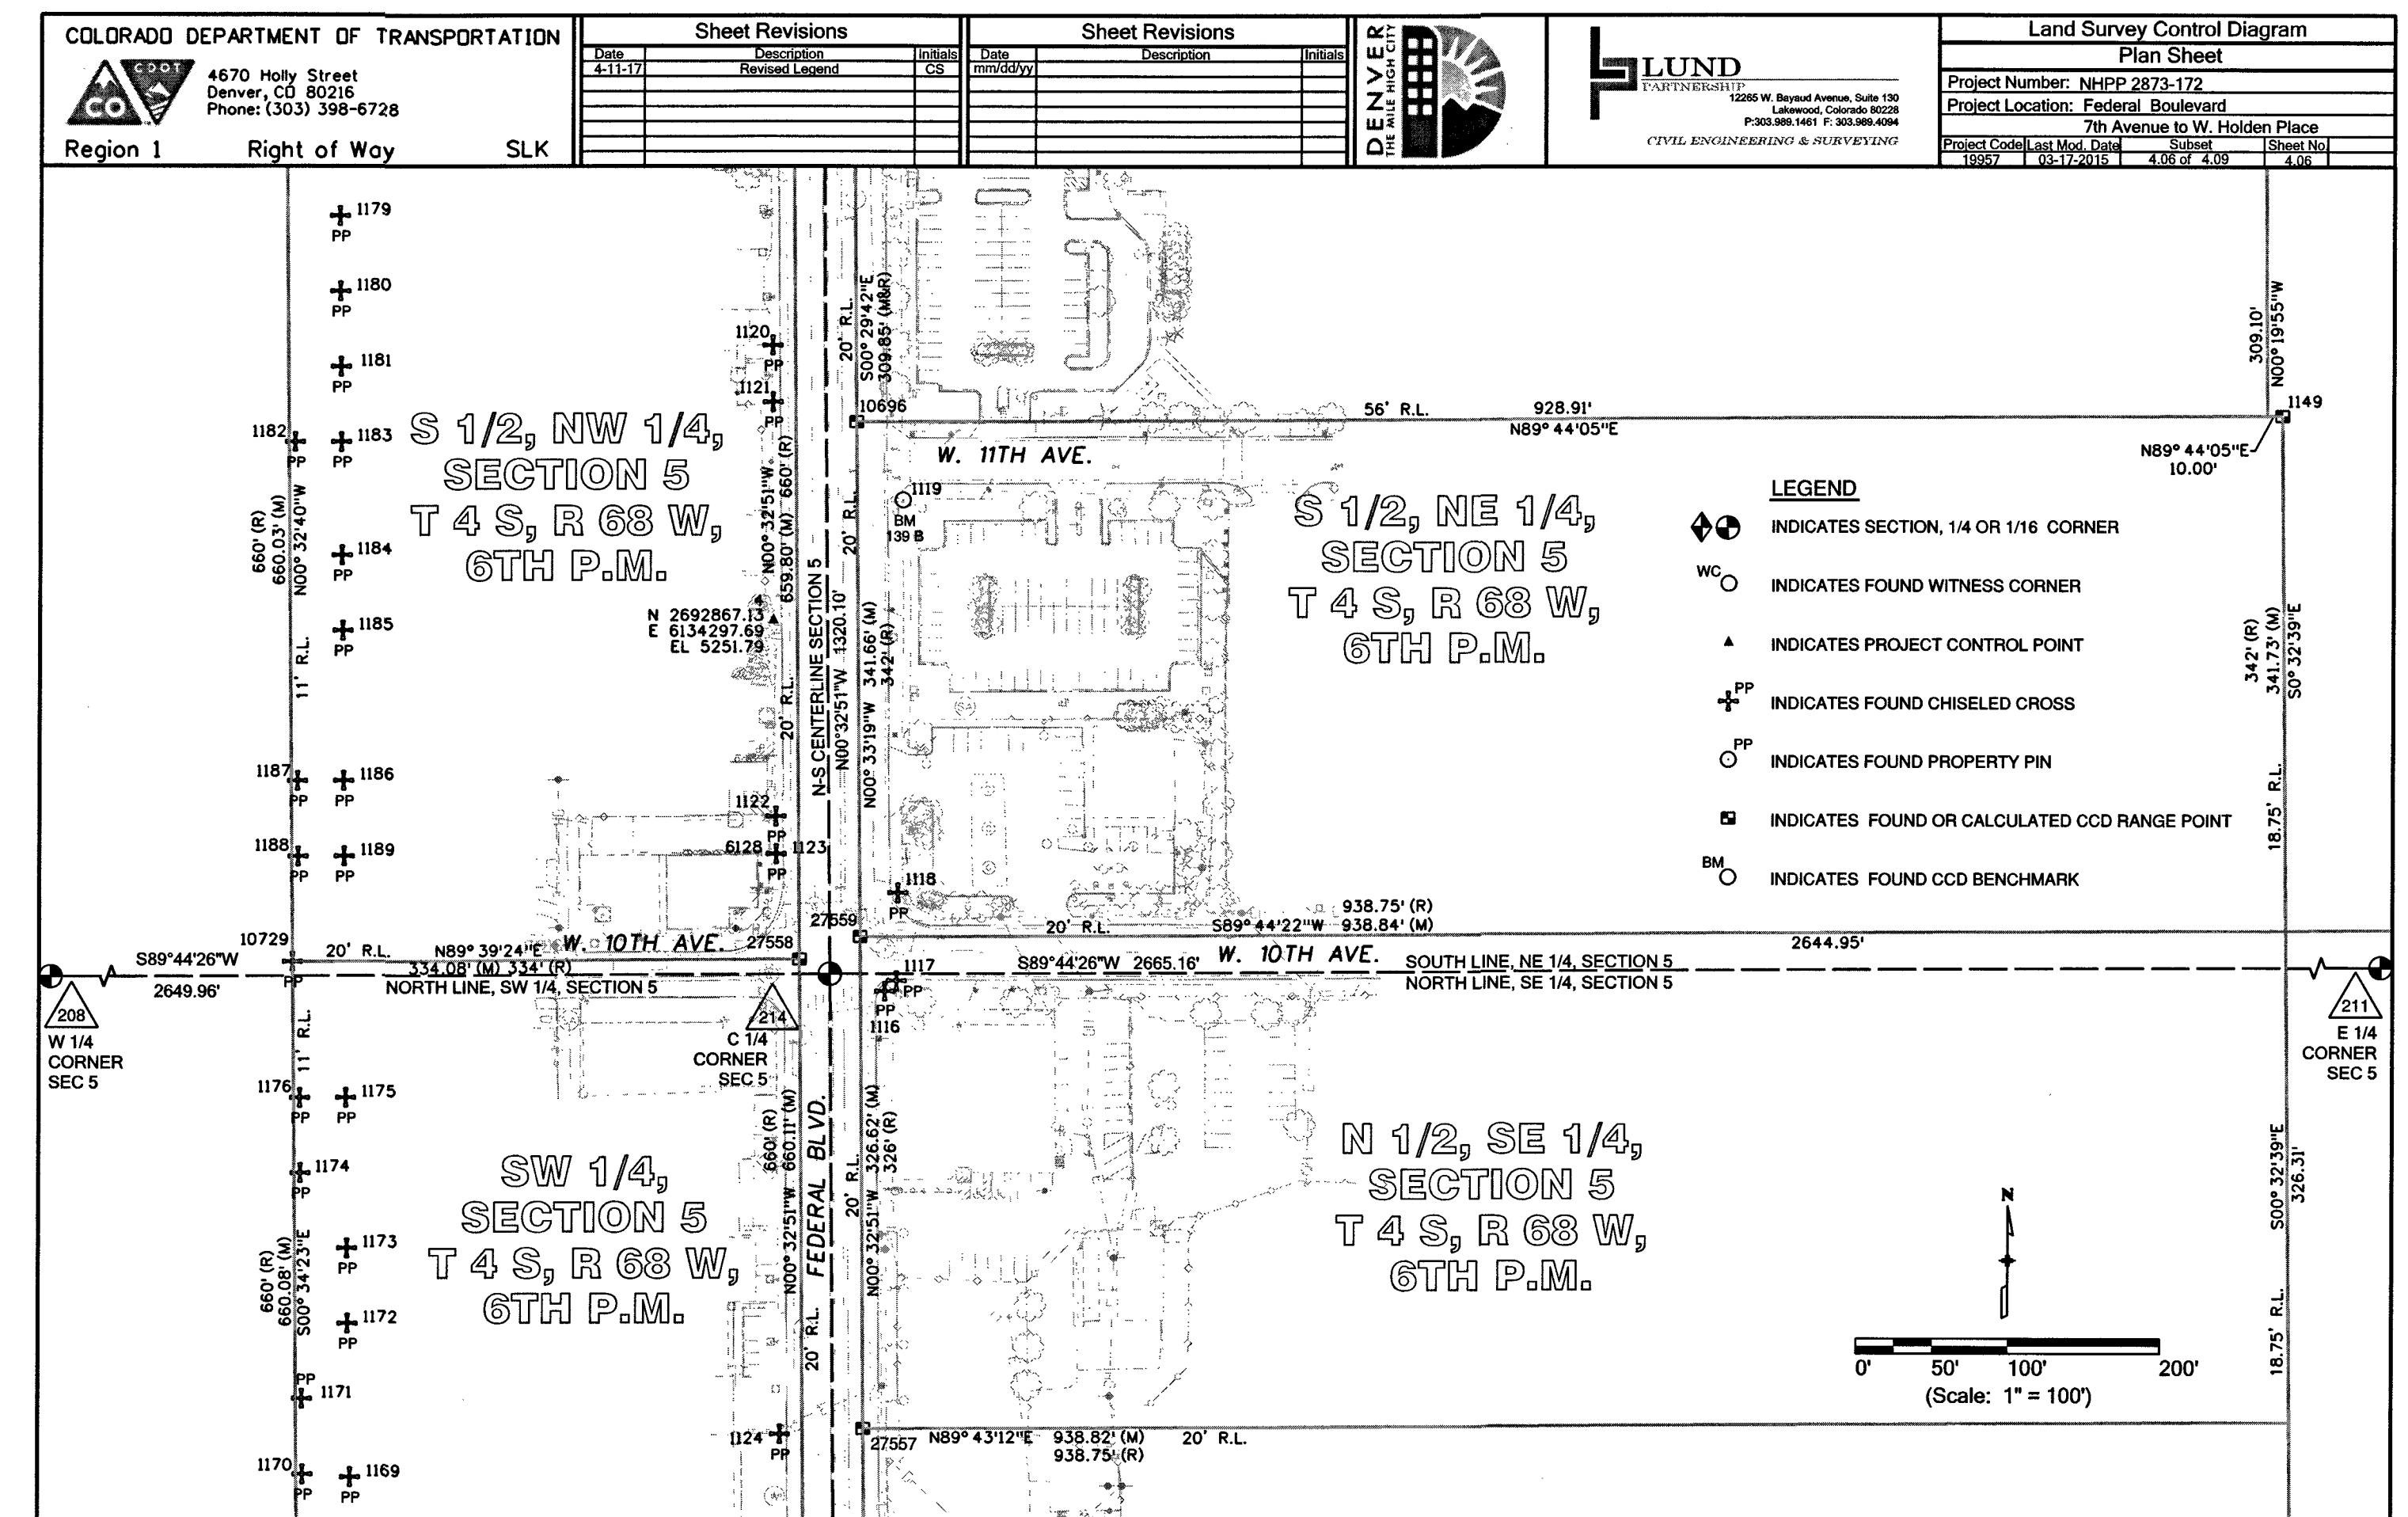 COLORADO DEPARTMENT OF TRANSPORTATION
CDOT
CO
4670 Holly Street
Denver, CO 80216
Phone: (303) 398-6728
Region 1 Right of Way SLK
Sheet Revisions
Date Description Initials
4-11-17 Revised Legend CS
Sheet Revisions
Date Description Initials
mm/dd/yy
DENVER
THE MILE HIGH CITY
LUND
PARTNERSHIP
12265 W. Bayaud Avenue, Suite 130
Lakewood, Colorado 80228
P:303.989.1461 F: 303.989.4094
CIVIL ENGINEERING & SURVEYING
Land Survey Control Diagram
Plan Sheet
Project Number: NHPP 2873-172
Project Location: Federal Boulevard
7th Avenue to W. Holden Place
Project Code Last Mod. Date Subset Sheet No.
19957 03-17-2015 4.06 of 4.09 4.06
1179
PP
1180
PP
1181
PP
1182
PP
1183
PP
660' (R)
660.03' (M)
N00°32'40"W
11' R.L.
1184
PP
1185
PP
1187
PP
1186
PP
1188
PP
1189
PP
S 1/2, NW 1/4,
SECTION 5
T 4 S, R 68 W,
6TH P.M.
1120
PP
1121
PP
N00°32'51"W
659.80' (M) 660' (R)
4
N 2692867.13
E 6134297.69
EL 5251.79
20' R.L.
1122
PP
6128
1123
PP
N-S CENTERLINE SECTION 5
N00°32'51"W 1320.10'
20' R.L.
S00°29'42"E
309.85' (M&R)
10696
20' R.L.
341.66' (M)
342' (R)
N00°33'19"W
W. 11TH AVE.
1119
BM
139 B
56' R.L.
928.91'
N89°44'05"E
309.10'
N00°19'55"W
1149
N89°44'05"E
10.00'
S 1/2, NE 1/4,
SECTION 5
T 4 S, R 68 W,
6TH P.M.
LEGEND
INDICATES SECTION, 1/4 OR 1/16 CORNER
WC
INDICATES FOUND WITNESS CORNER
INDICATES PROJECT CONTROL POINT
PP
INDICATES FOUND CHISELED CROSS
PP
INDICATES FOUND PROPERTY PIN
INDICATES FOUND OR CALCULATED CCD RANGE POINT
BM
INDICATES FOUND CCD BENCHMARK
342' (R)
341.73' (M)
S0°32'39"E
18.75' R.L.
1118
PP
27559
938.75' (R)
20' R.L.
S89°44'22"W 938.84' (M)
10729
PP
S89°44'26"W
2649.96'
20' R.L.
N89°39'24"E
334.08' (M) 334' (R)
W. 10TH AVE.
27558
NORTH LINE, SW 1/4, SECTION 5
1117
PP
PP
1116
S89°44'26"W 2665.16'
W. 10TH AVE.
SOUTH LINE, NE 1/4, SECTION 5
NORTH LINE, SE 1/4, SECTION 5
2644.95'
208
W 1/4
CORNER
SEC 5
214
C 1/4
CORNER
SEC 5
211
E 1/4
CORNER
SEC 5
11' R.L.
1176
PP
1175
PP
1174
PP
1173
PP
660' (R)
660.08' (M)
S00°34'23"E
1172
PP
PP
1171
1170
PP
1169
PP
SW 1/4,
SECTION 5
T 4 S, R 68 W,
6TH P.M.
660' (R)
N00°32'51"W 660.11' (M)
20' R.L.
FEDERAL BLVD.
20' R.L.
N00°32'51"W 326.62' (M)
326' (R)
1124
PP
27557
N89°43'12"E
938.82' (M)
938.75' (R)
20' R.L.
N 1/2, SE 1/4,
SECTION 5
T 4 S, R 68 W,
6TH P.M.
N
S00°32'39"E
326.31'
18.75' R.L.
0' 50' 100' 200'
(Scale: 1" = 100')